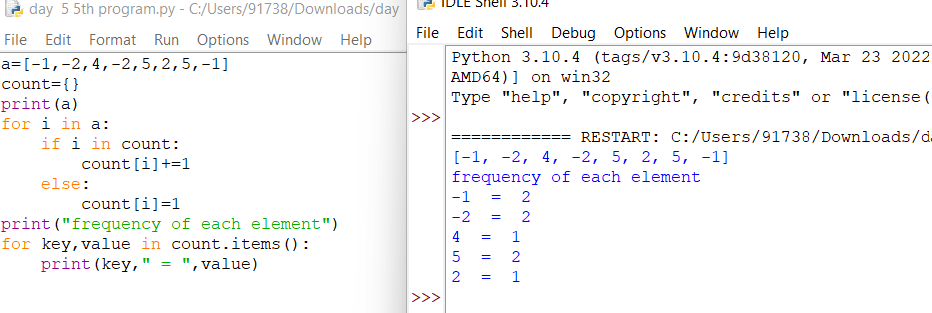 day 5 5th program.py - C:/Users/91738/Downloads/day
File Edit Format Run Options Window Help
a=[-1,-2,4,-2,5,2,5,-1]
count={}
print(a)
for i in a:
    if i in count:
        count[i]+=1
    else:
        count[i]=1
print("frequency of each element")
for key,value in count.items():
    print(key," = ",value)
IDLE Shell 3.10.4
File Edit Shell Debug Options Window Help
Python 3.10.4 (tags/v3.10.4:9d38120, Mar 23 2022
AMD64)] on win32
Type "help", "copyright", "credits" or "license(
>>>
============ RESTART: C:/Users/91738/Downloads/da
[-1, -2, 4, -2, 5, 2, 5, -1]
frequency of each element
-1  =  2
-2  =  2
4  =  1
5  =  2
2  =  1
>>>